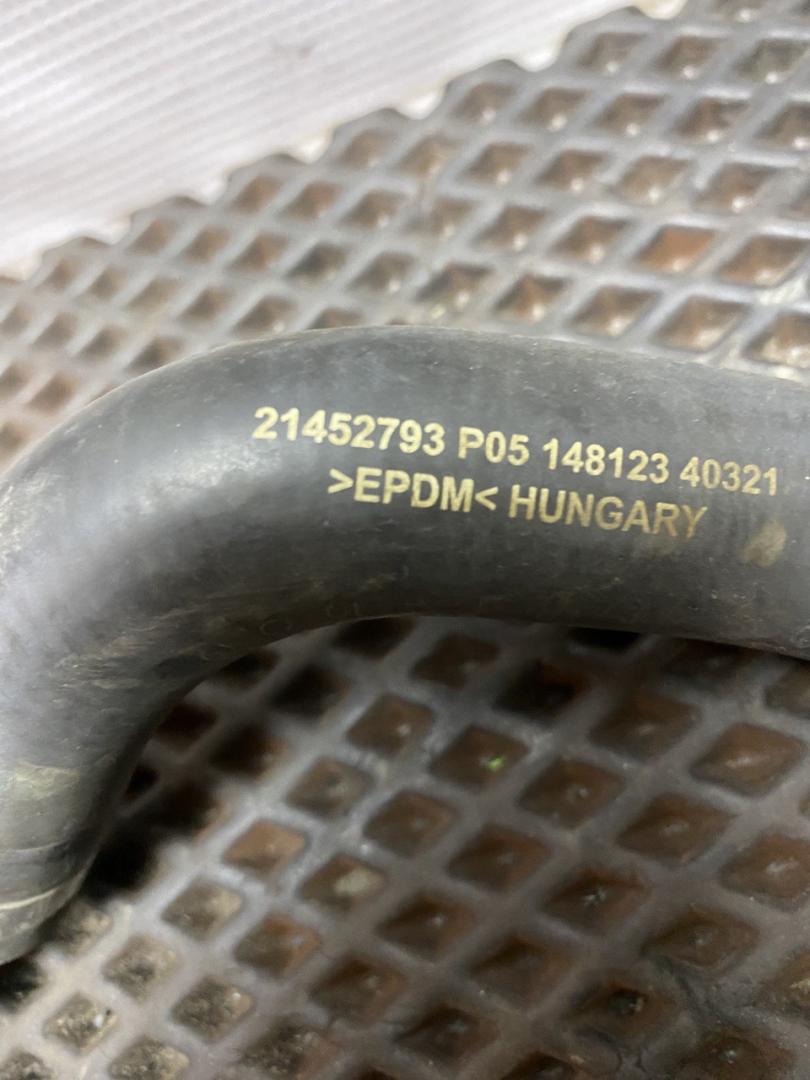 21452793 P05 148123 40321
>EPDM< HUNGARY